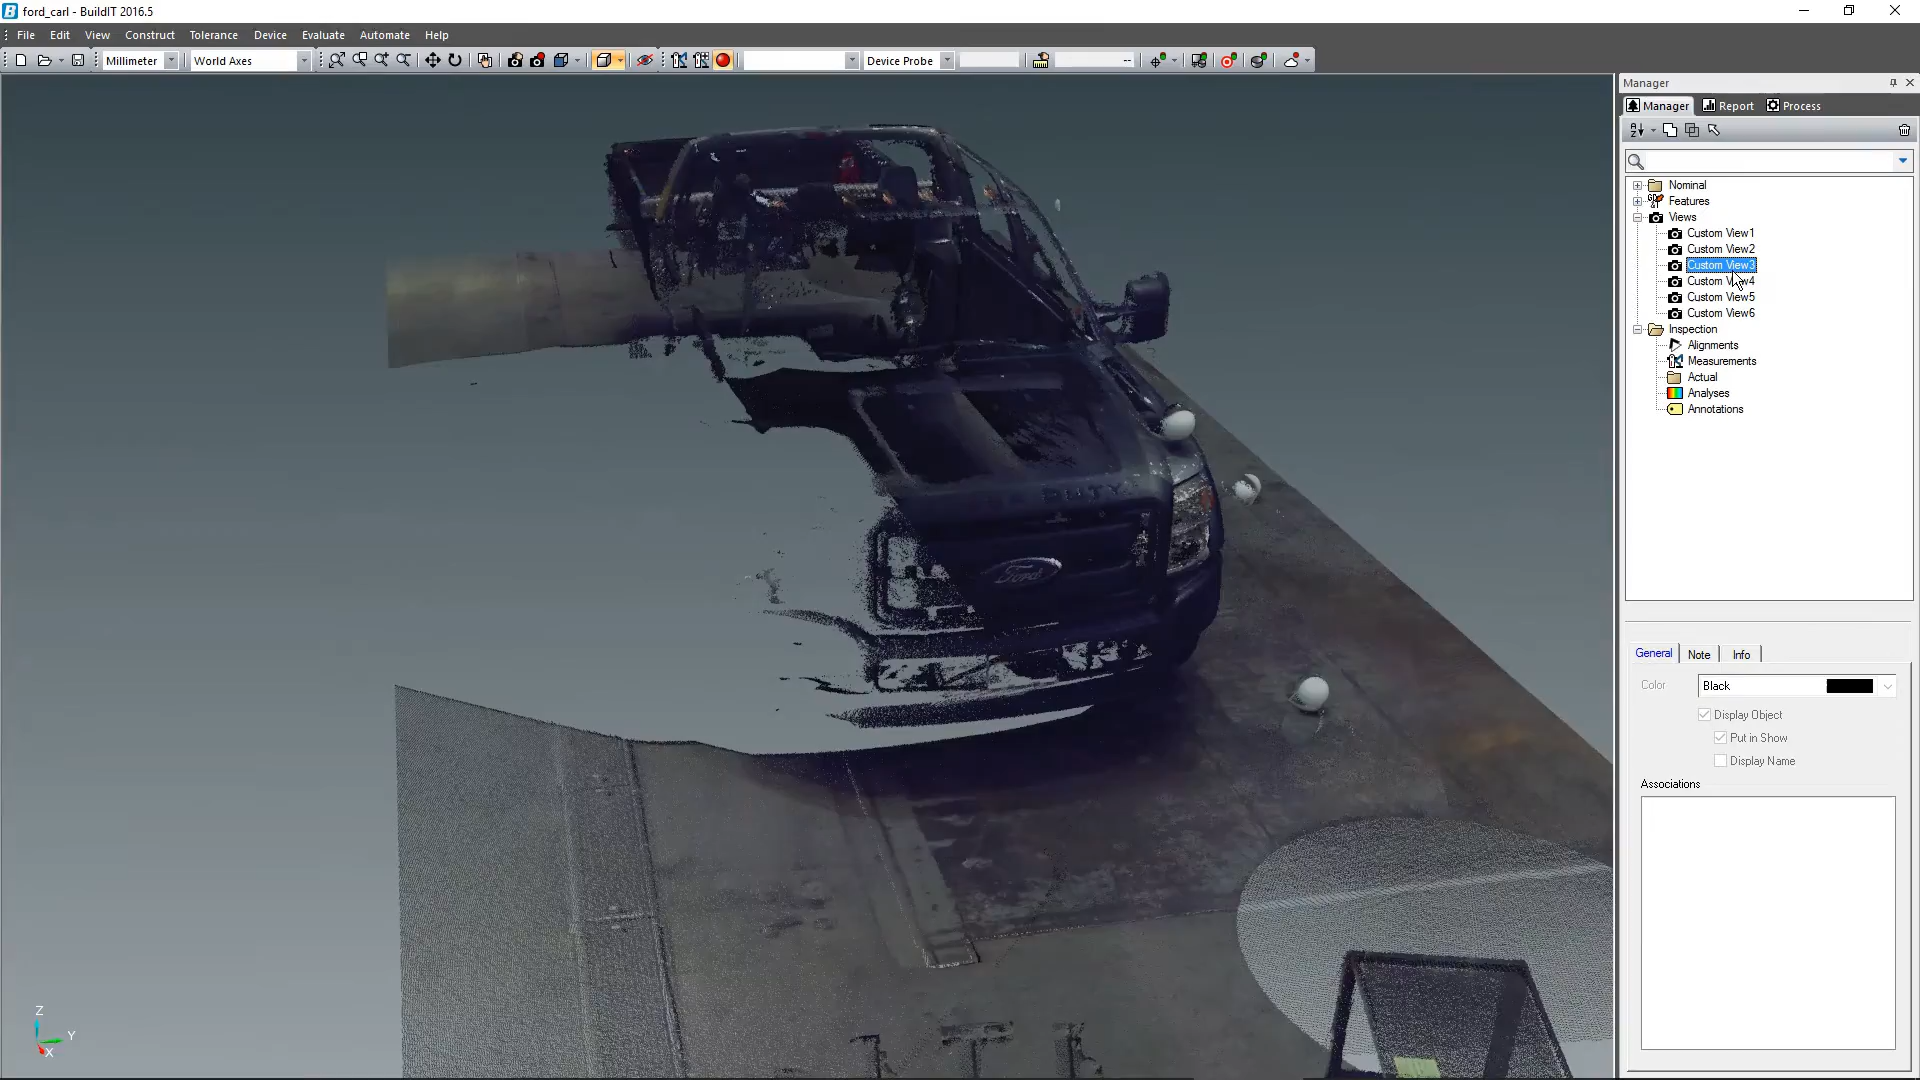 ford_carl - BuildIT 2016.5
File Edit View Construct Tolerance Device Evaluate Automate Help
Millimeter World Axes Device Probe --
Manager
Manager Report Process
Nominal
Features
Views
Custom View1
Custom View2
Custom View3
Custom View4
Custom View5
Custom View6
Inspection
Alignments
Measurements
Actual
Analyses
Annotations
General Note Info
Color Black
Display Object
Put in Show
Display Name
Associations
DUTY
Ford
Z
Y
X